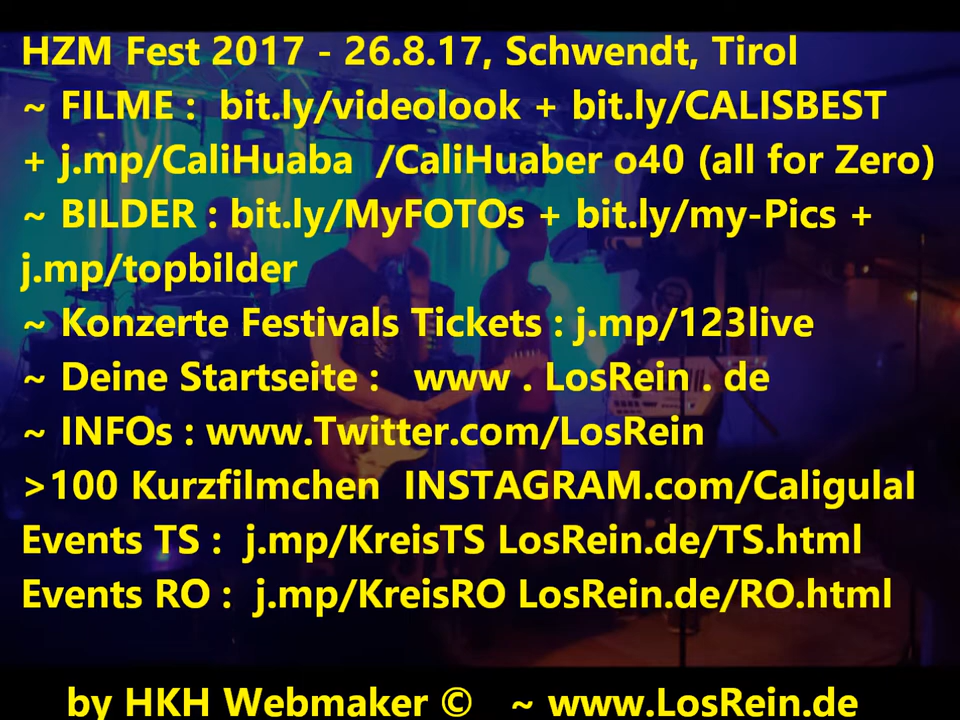 HZM Fest 2017 - 26.8.17, Schwendt, Tirol
~ FILME :  bit.ly/videolook + bit.ly/CALISBEST
+ j.mp/CaliHuaba  /CaliHuaber o40 (all for Zero)
~ BILDER : bit.ly/MyFOTOs + bit.ly/my-Pics +
j.mp/topbilder
~ Konzerte Festivals Tickets : j.mp/123live
~ Deine Startseite :   www . LosRein . de
~ INFOs : www.Twitter.com/LosRein
>100 Kurzfilmchen  INSTAGRAM.com/CaligulaI
Events TS :  j.mp/KreisTS LosRein.de/TS.html
Events RO :  j.mp/KreisRO LosRein.de/RO.html
by HKH Webmaker ©   ~ www.LosRein.de